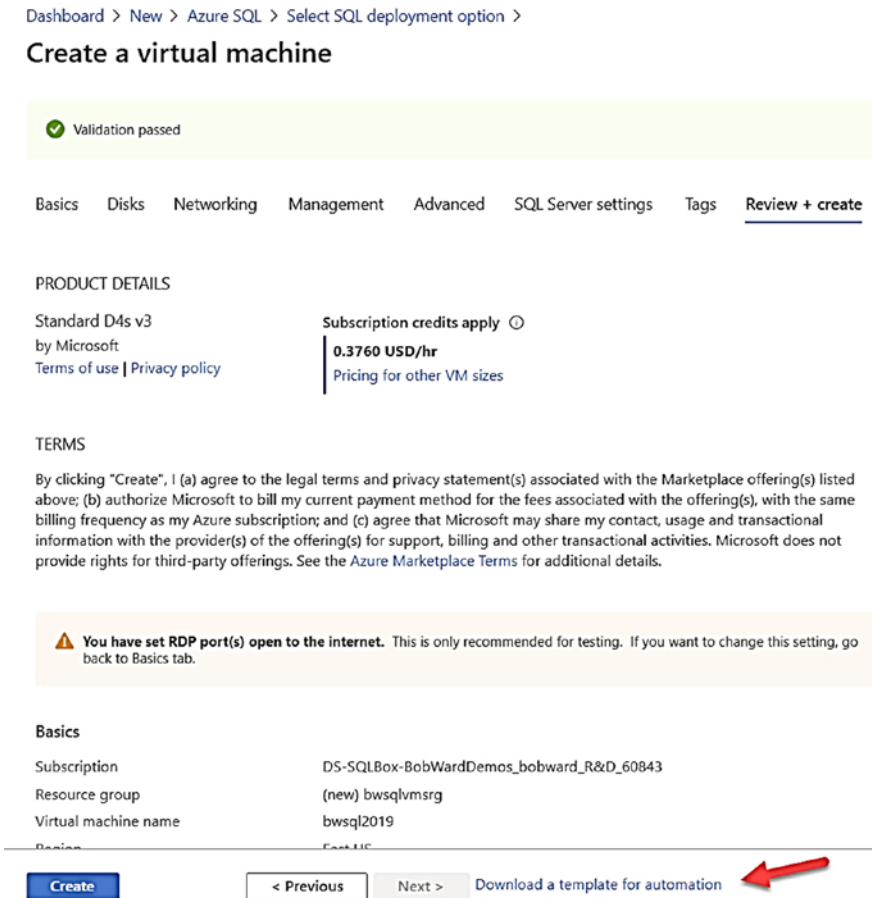 Dashboard > New > Azure SQL > Select SQL deployment option >
Create a virtual machine
Validation passed
Basics Disks Networking Management Advanced SQL Server settings Tags Review + create
PRODUCT DETAILS
Standard D4s v3
by Microsoft
Terms of use | Privacy policy
Subscription credits apply
0.3760 USD/hr
Pricing for other VM sizes
TERMS
By clicking "Create", I (a) agree to the legal terms and privacy statement(s) associated with the Marketplace offering(s) listed
above; (b) authorize Microsoft to bill my current payment method for the fees associated with the offering(s), with the same
billing frequency as my Azure subscription; and (c) agree that Microsoft may share my contact, usage and transactional
information with the provider(s) of the offering(s) for support, billing and other transactional activities. Microsoft does not
provide rights for third-party offerings. See the Azure Marketplace Terms for additional details.
You have set RDP port(s) open to the internet. This is only recommended for testing. If you want to change this setting, go
back to Basics tab.
Basics
Subscription DS-SQLBox-BobWardDemos_bobward_R&D_60843
Resource group (new) bwsqlvmsrg
Virtual machine name bwsql2019
Region East US
Create < Previous Next > Download a template for automation